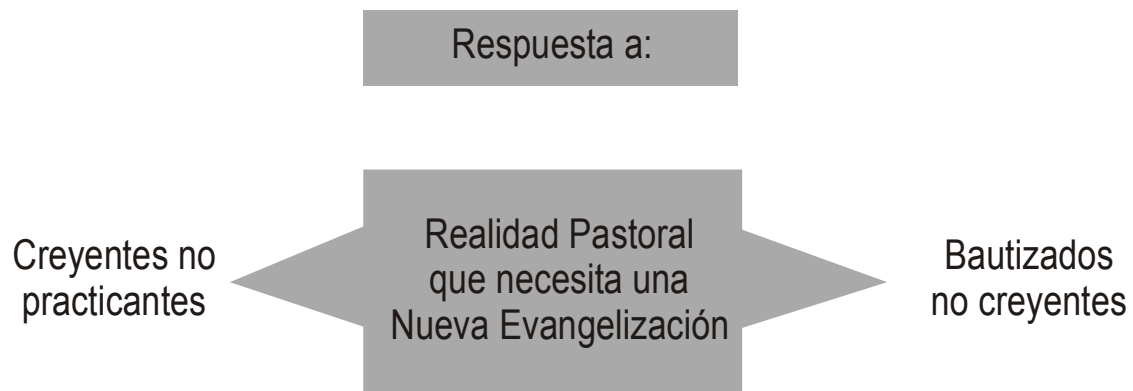 Respuesta a:
Creyentes no
practicantes
Realidad Pastoral
que necesita una
Nueva Evangelización
Bautizados
no creyentes